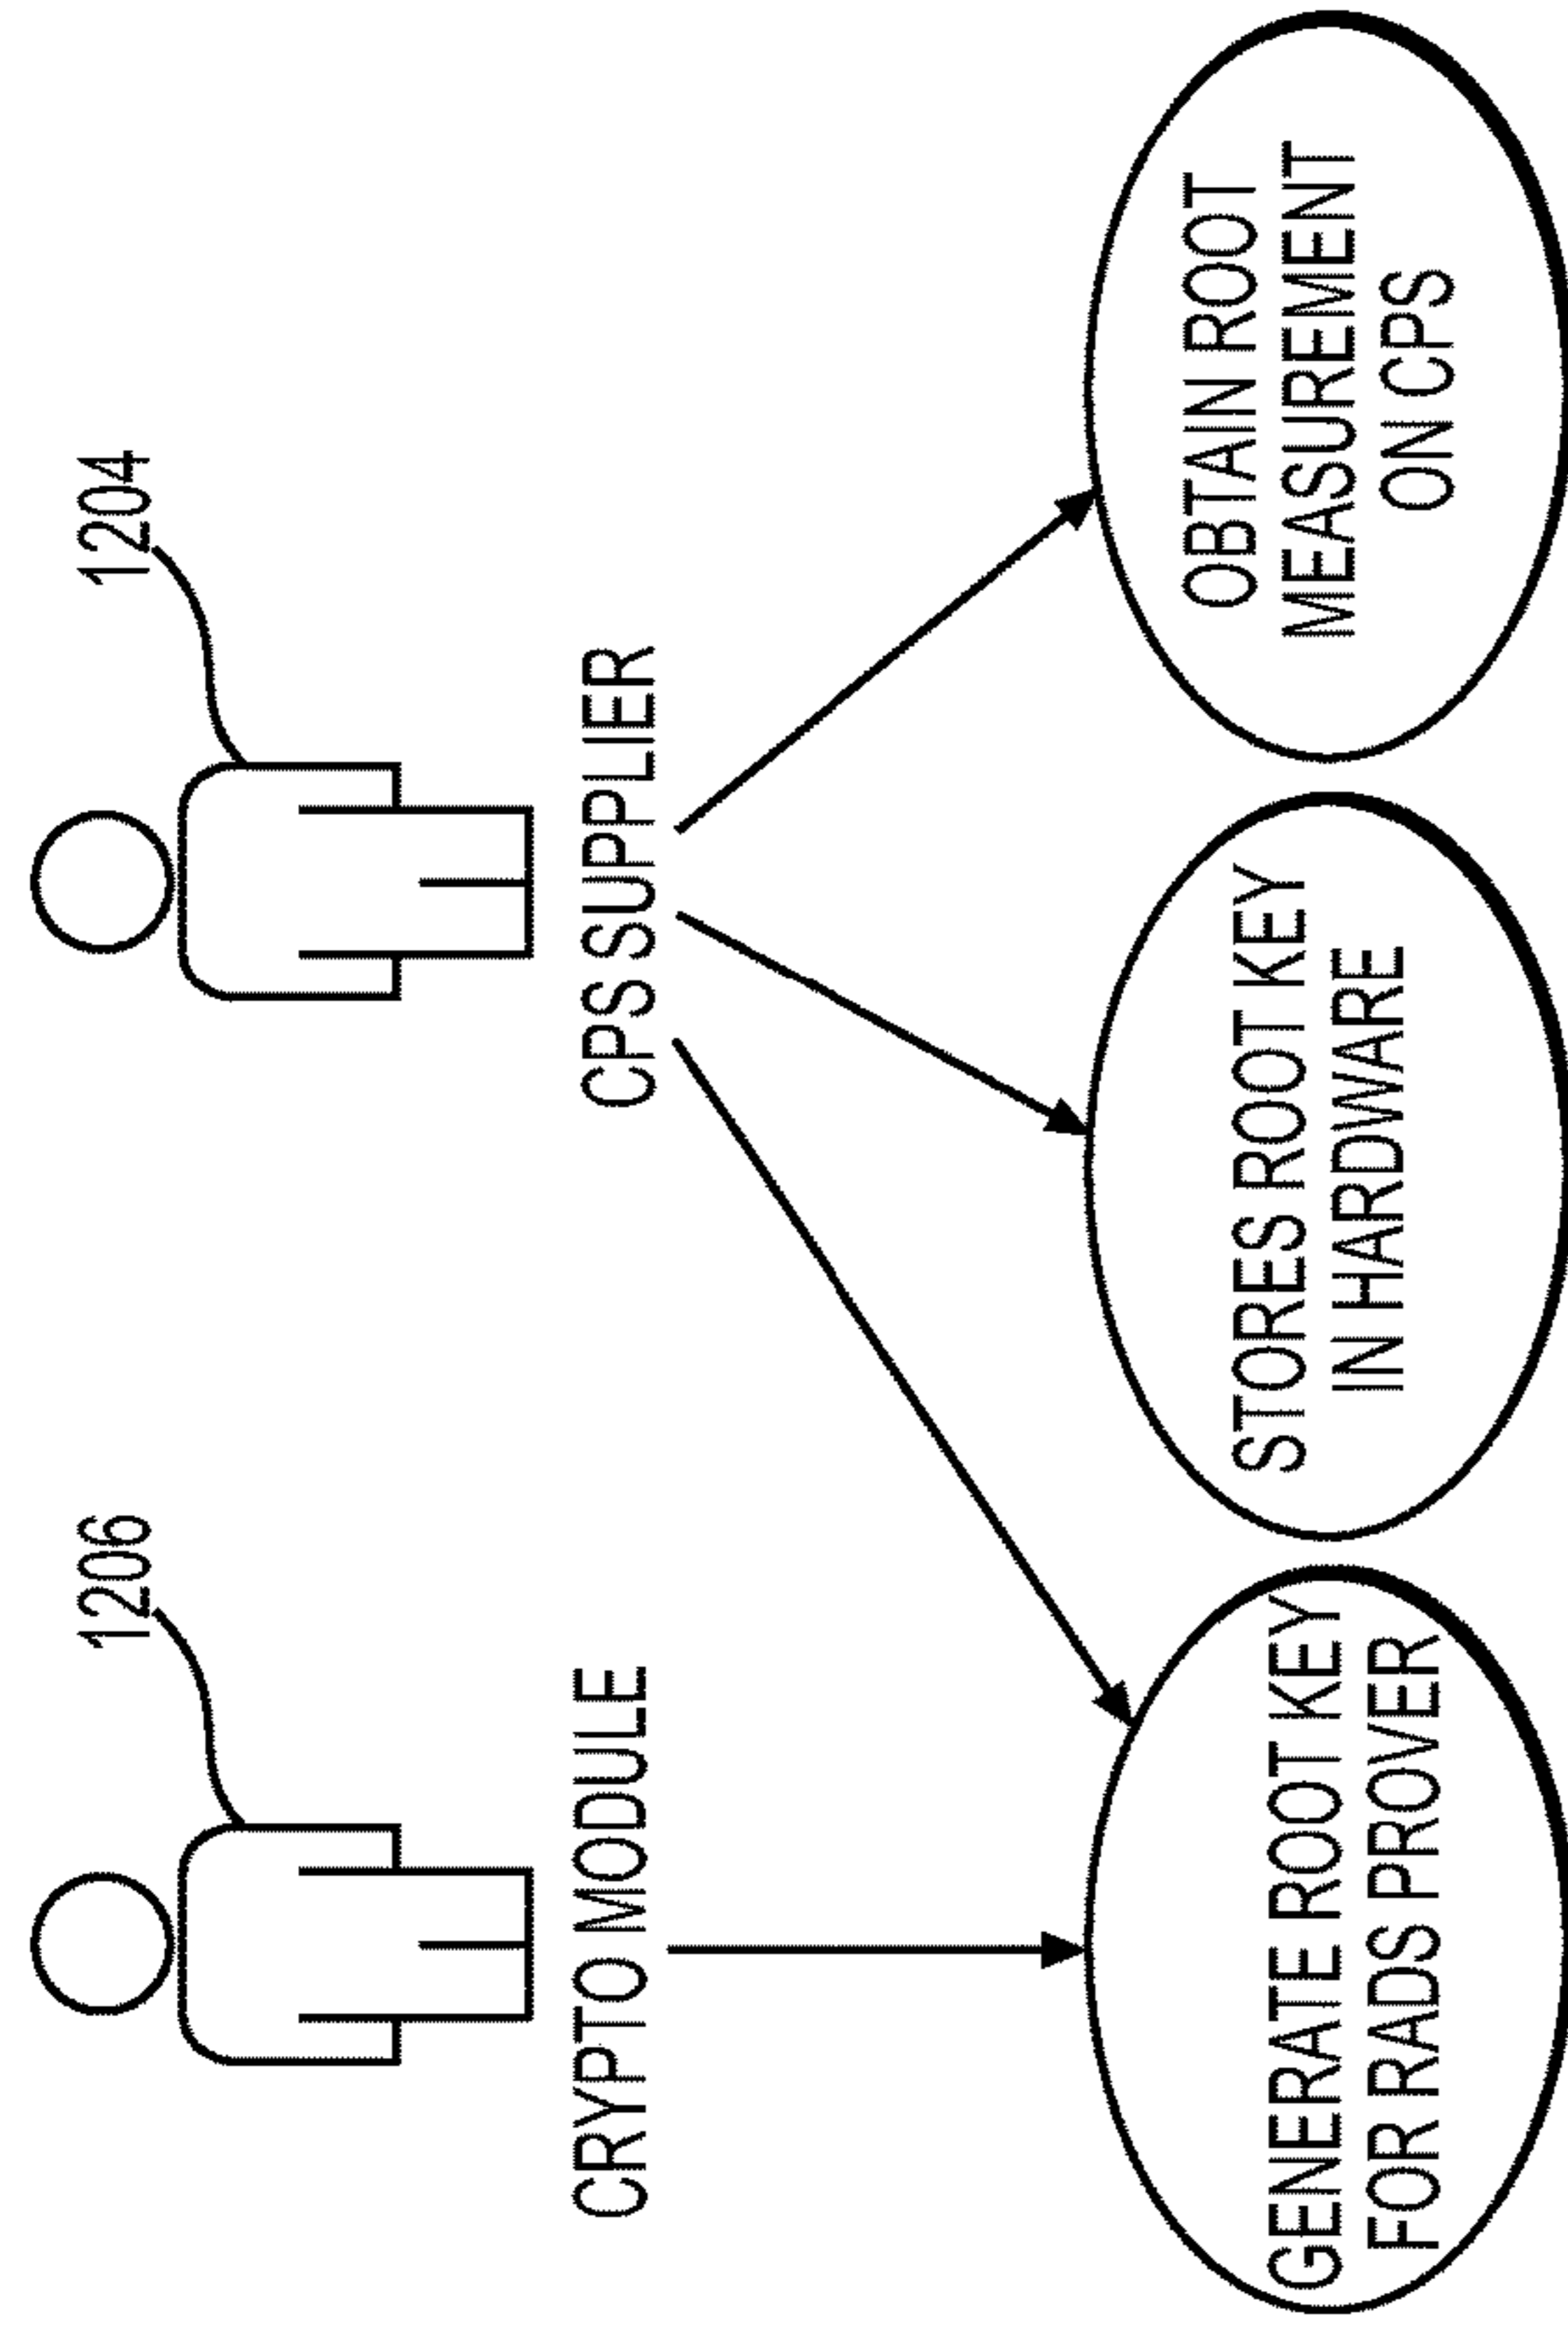 1206
1204
CRYPTO MODULE
CPS SUPPLIER
GENERATE ROOT KEY
FOR RADS PROVER
STORES ROOT KEY
IN HARDWARE
OBTAIN ROOT
MEASUREMENT
ON CPS